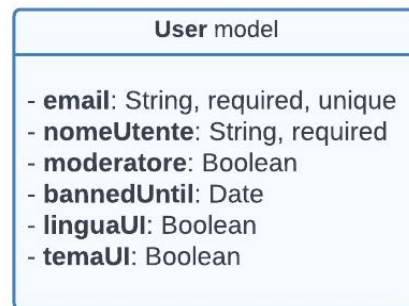 User model
- email: String, required, unique
- nomeUtente: String, required
- moderatore: Boolean
- bannedUntil: Date
- linguaUI: Boolean
- temaUI: Boolean